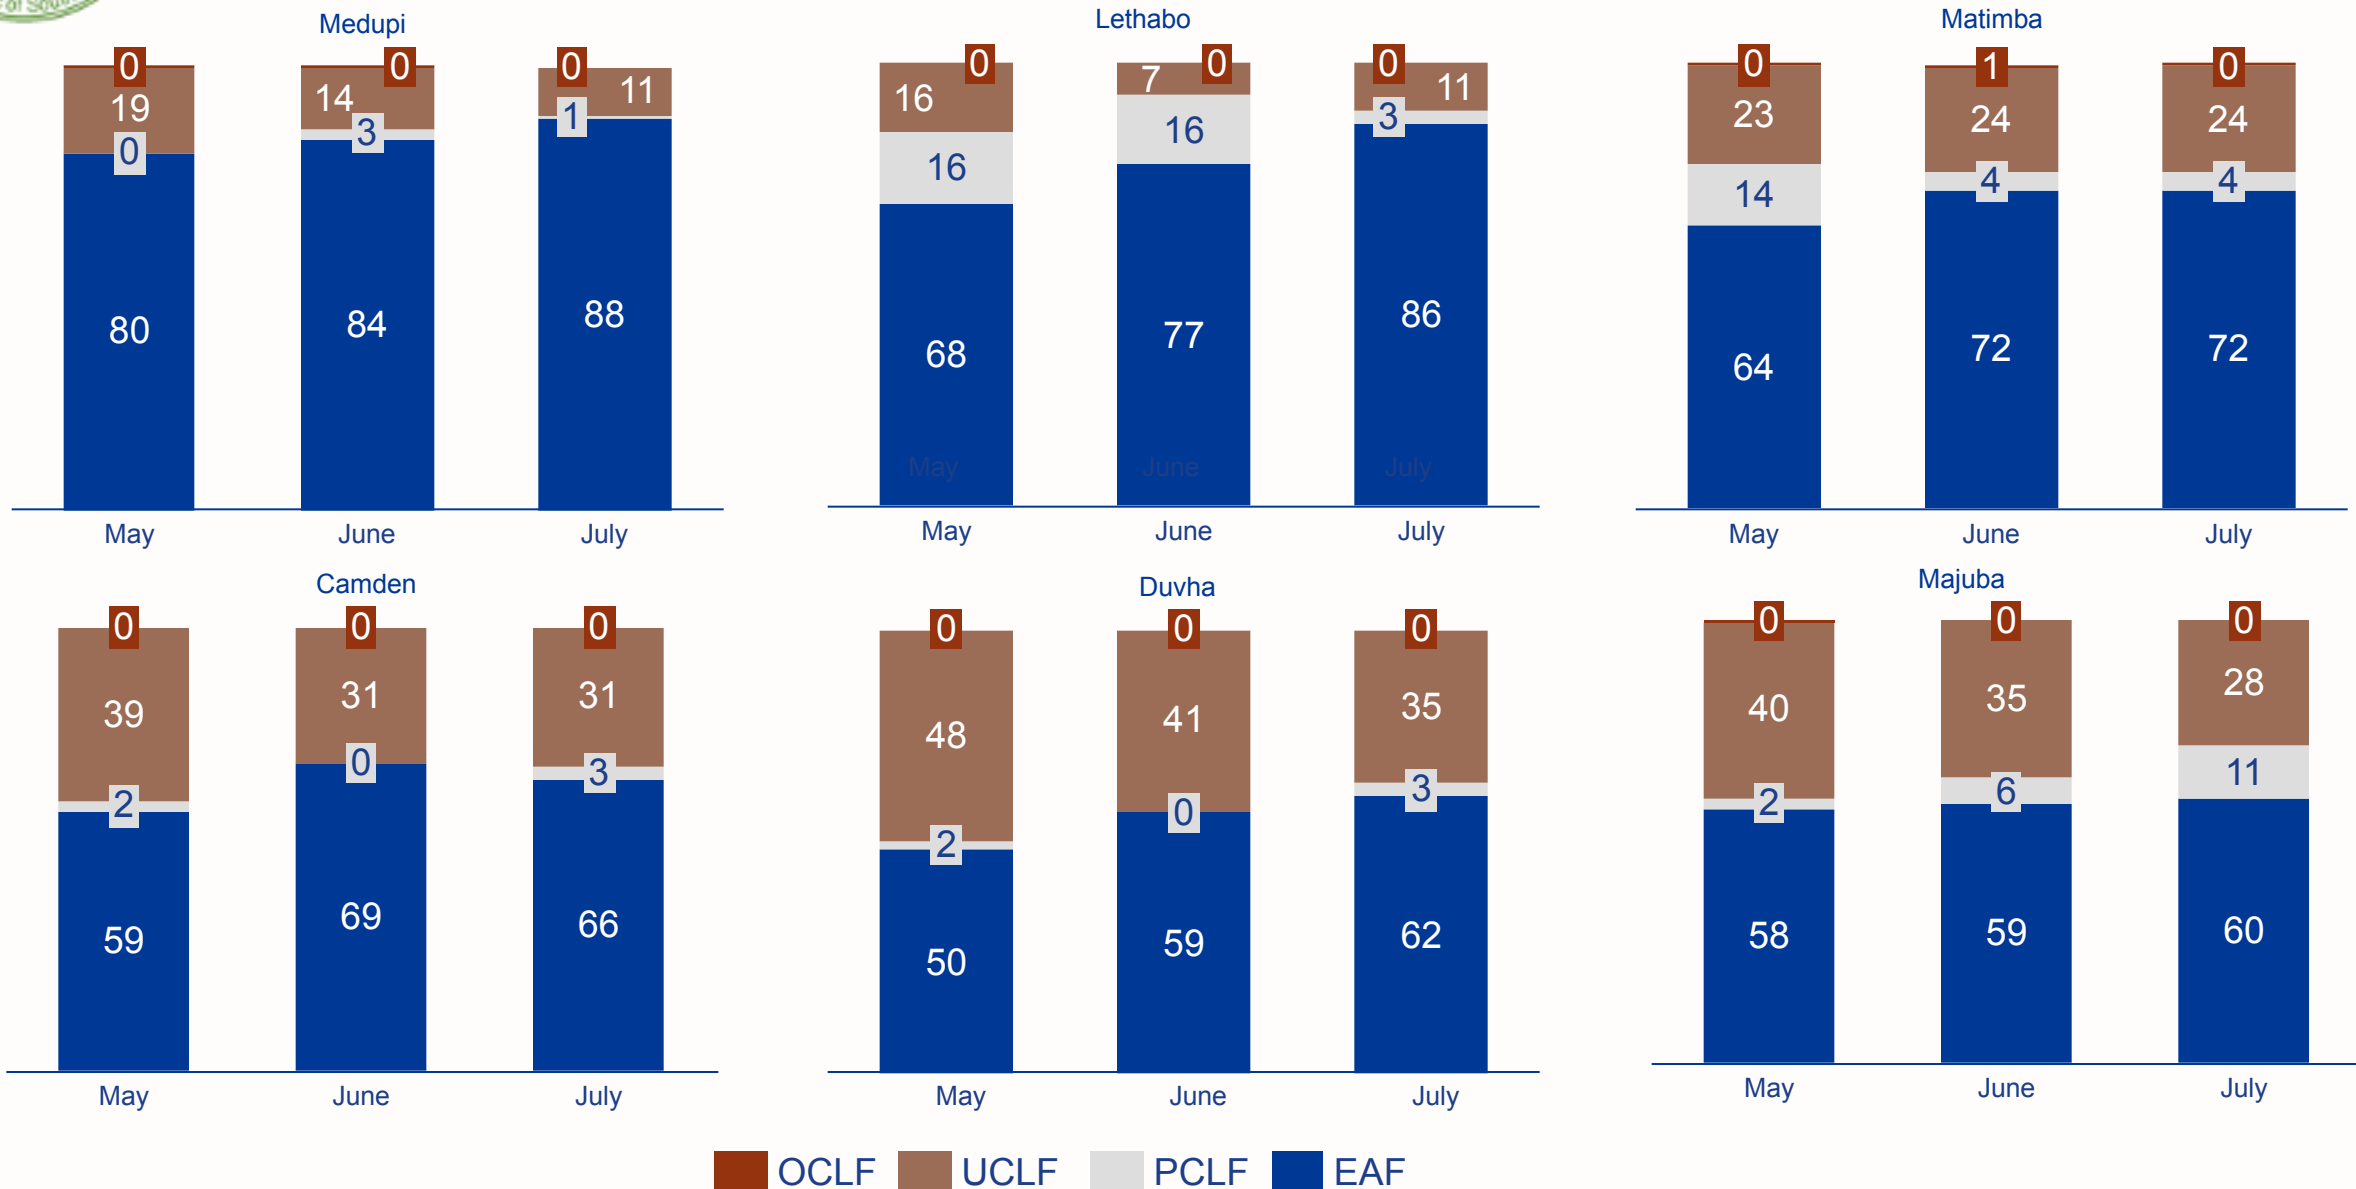 of Sou
Medupi
0 0 0
19 14 11
0 3 1
80 84 88
May June July
Lethabo
0 0 0
16 7 11
16 16 3
68 77 86
May June July
May June July
Matimba
0 1 0
23 24 24
14 4 4
64 72 72
May June July
Camden
0 0 0
39 31 31
2 0 3
59 69 66
May June July
Duvha
0 0 0
48 41 35
2 0 3
50 59 62
May June July
Majuba
0 0 0
40 35 28
2 6 11
58 59 60
May June July
OCLF UCLF PCLF EAF